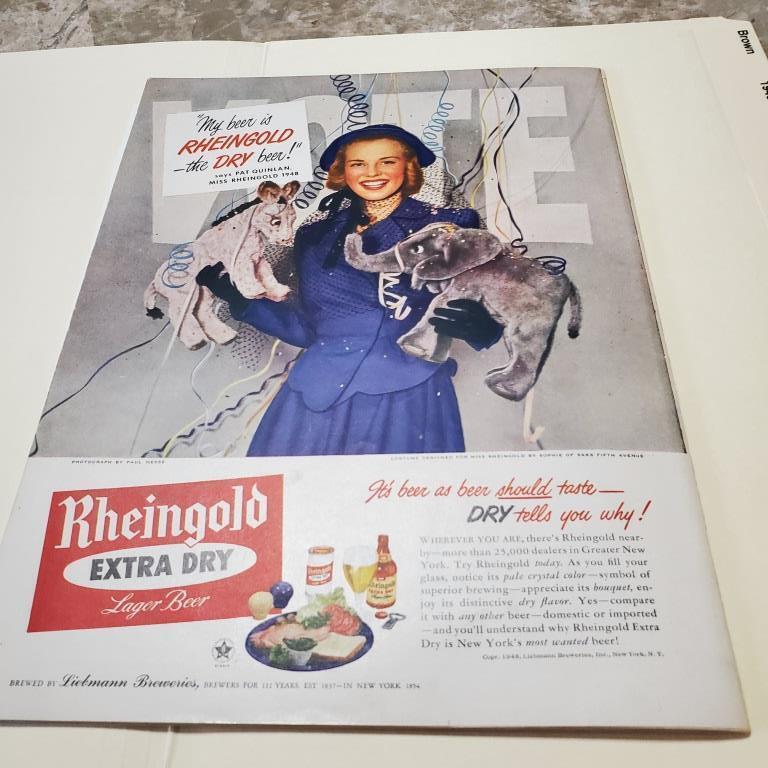 VOTE
"My beer is
RHEINGOLD
—the DRY beer!"
says PAT QUINLAN,
MISS RHEINGOLD 1948
PHOTOGRAPH BY PAUL HESSE
COSTUME DESIGNED FOR MISS RHEINGOLD BY SOPHIE OF SAKS FIFTH AVENUE
Rheingold
EXTRA DRY
Lager Beer
It's beer as beer should taste—
DRY tells you why!
WHEREVER YOU ARE, there's Rheingold near-
by—more than 25,000 dealers in Greater New
York. Try Rheingold today. As you fill your
glass, notice its pale crystal color—symbol of
superior brewing—appreciate its bouquet, en-
joy its distinctive dry flavor. Yes—compare
it with any other beer—domestic or imported
—and you'll understand why Rheingold Extra
Dry is New York's most wanted beer!
Copr. 1948, Liebmann Breweries, Inc., New York, N. Y.
BREWED BY Liebmann Breweries, BREWERS FOR 111 YEARS. EST 1837—IN NEW YORK 1854
Rheingold
Rheingold
Brown